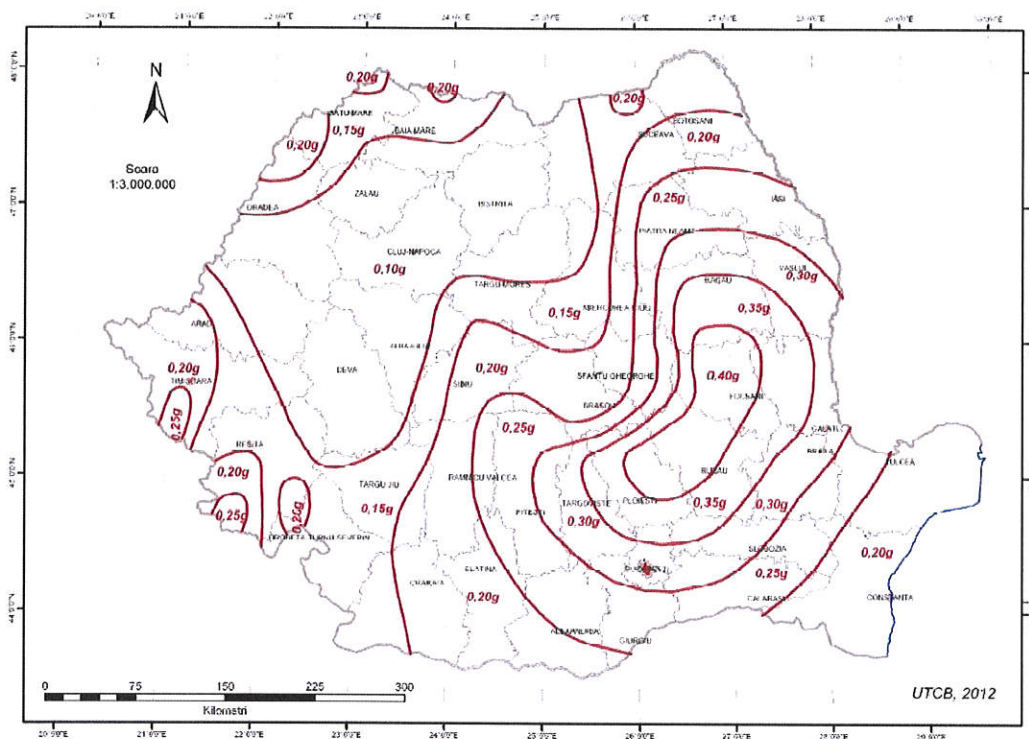 N
Scara
1:3.000.000
0,20g
0,20g
0,20g
SATU MARE
0,15g
BAIA MARE
0,20g
BOTOSANI
SUCEAVA
0,20g
ZALAU
ORADEA
BISTRITA
0,25g
IASI
PIATRA NEAMT
CLUJ-NAPOCA
0,10g
TARGU MURES
VASLUI
0,30g
BACAU
0,15g
MIERCUREA CIUC
0,35g
ARAD
ALBA IULIA
0,20g
TIMISOARA
DEVA
0,20g
SIBIU
SFANTU GHEORGHE
0,40g
FOCSANI
BRASOV
0,25g
0,25g
GALATI
RESITA
BRAILA
TULCEA
0,20g
RAMNICU VALCEA
BUZAU
TARGU JIU
0,15g
PLOIESTI
0,35g
0,30g
TARGOVISTE
PITESTI
0,30g
0,25g
0,20g
DROBETA-TURNU SEVERIN
SLOBOZIA
0,20g
SLATINA
0,25g
CRAIOVA
0,20g
CALARASI
CONSTANTA
ALEXANDRIA
GIURGIU
0
75
150
225
300
Kilometri
UTCB, 2012